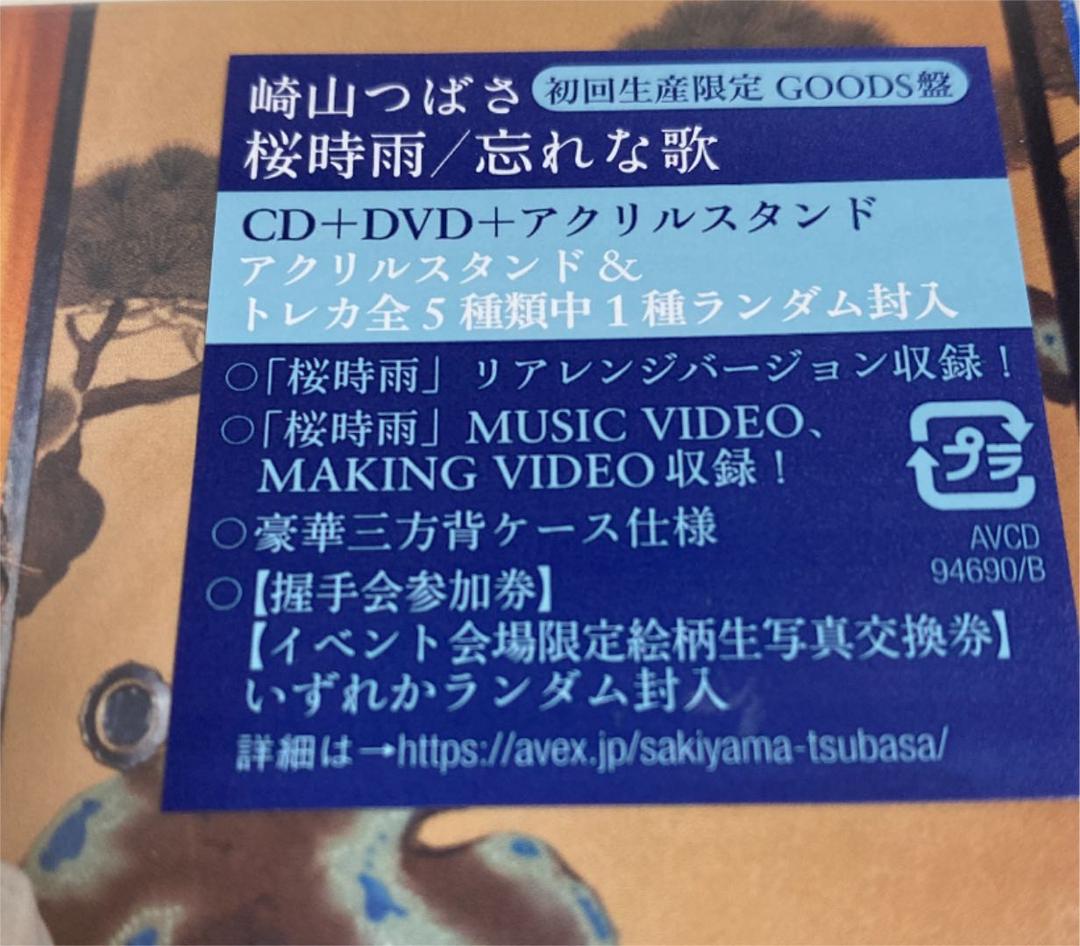 崎山つばさ 初回生産限定 GOODS盤
桜時雨/忘れな歌
CD+DVD+アクリルスタンド
アクリルスタンド &
トレカ全5種類中1種ランダム封入
○「桜時雨」リアレンジバージョン収録!
○「桜時雨」MUSIC VIDEO、
MAKING VIDEO収録!
プラ
○豪華三方背ケース仕様
AVCD
94690/B
○【握手会参加券】
【イベント会場限定絵柄生写真交換券】
いずれかランダム封入
詳細は→https://avex.jp/sakiyama-tsubasa/